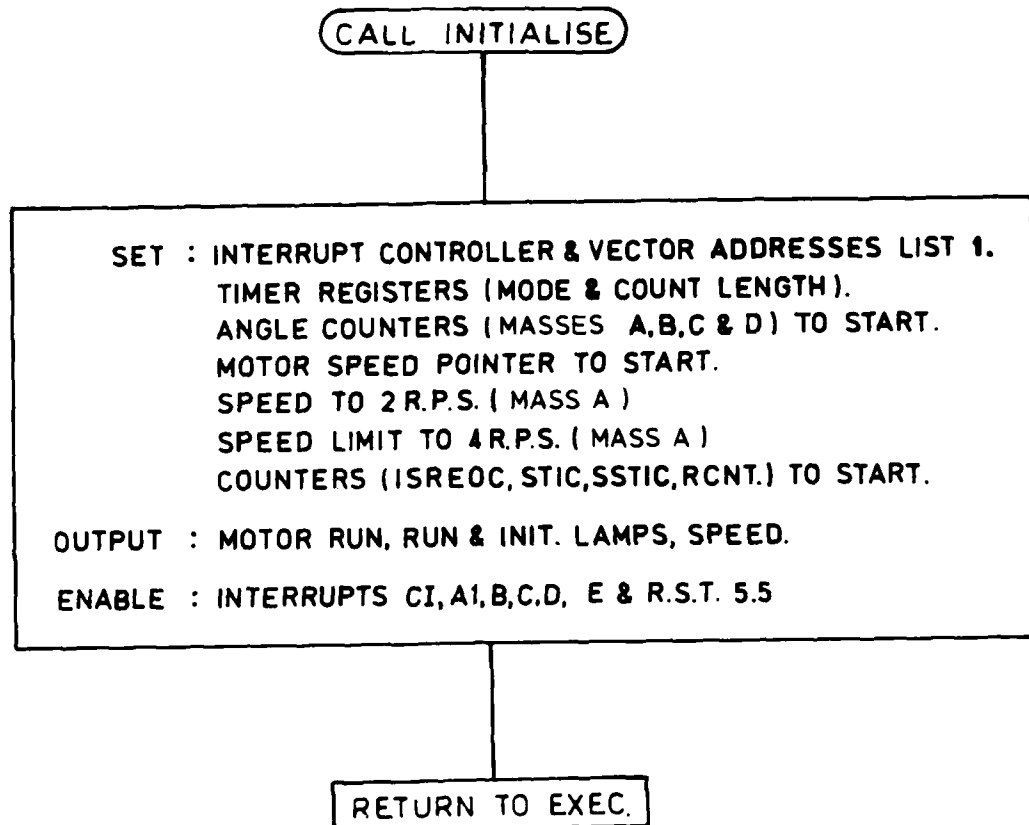 CALL INITIALISE
SET : INTERRUPT CONTROLLER & VECTOR ADDRESSES LIST 1.
TIMER REGISTERS (MODE & COUNT LENGTH).
ANGLE COUNTERS (MASSES A,B,C & D) TO START.
MOTOR SPEED POINTER TO START.
SPEED TO 2 R.P.S. (MASS A)
SPEED LIMIT TO 4 R.P.S. (MASS A)
COUNTERS (ISREOC, STIC,SSTIC,RCNT.) TO START.
OUTPUT : MOTOR RUN, RUN & INIT. LAMPS, SPEED.
ENABLE : INTERRUPTS CI, A1, B, C, D, E & R.S.T. 5.5
RETURN TO EXEC.